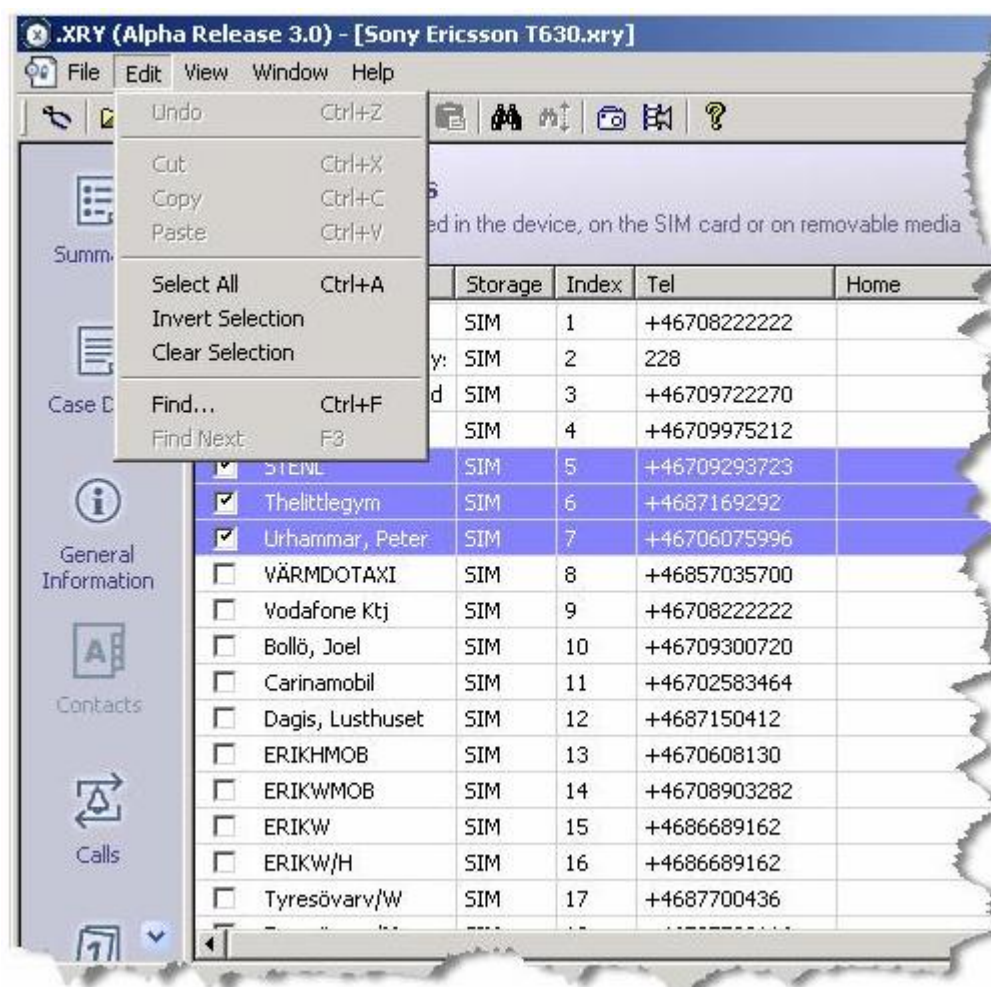 .XRY (Alpha Release 3.0) - [Sony Ericsson T630.xry]
File Edit View Window Help
Undo Ctrl+Z
Cut Ctrl+X
Copy Ctrl+C
Paste Ctrl+V
Select All Ctrl+A
Invert Selection
Clear Selection
Find... Ctrl+F
Find Next F3
in the device, on the SIM card or on removable media
Storage Index Tel Home
SIM 1 +46708222222
SIM 2 228
SIM 3 +46709722270
SIM 4 +46709975212
STENL SIM 5 +46709293723
Thelittlegym SIM 6 +4687169292
Urhammar, Peter SIM 7 +46706075996
VÄRMDOTAXI SIM 8 +46857035700
Vodafone Ktj SIM 9 +46708222222
Bollö, Joel SIM 10 +46709300720
Carinamobil SIM 11 +46702583464
Dagis, Lusthuset SIM 12 +4687150412
ERIKHMOB SIM 13 +4670608130
ERIKWMOB SIM 14 +46708903282
ERIKW SIM 15 +4686689162
ERIKW/H SIM 16 +4686689162
Tyresövarv/W SIM 17 +4687700436
Case
General
Information
Contacts
Calls